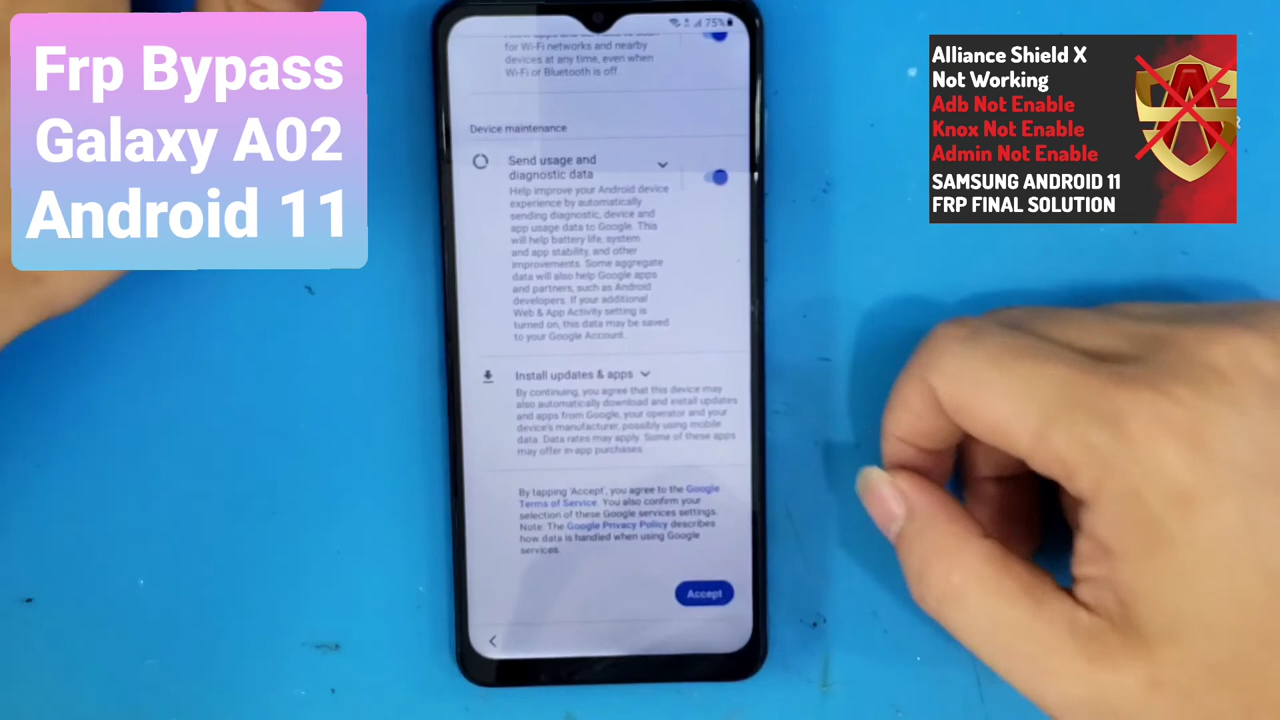 Frp Bypass
Galaxy A02
Android 11
Alliance Shield X
Not Working
Adb Not Enable
Knox Not Enable
Admin Not Enable
SAMSUNG ANDROID 11
FRP FINAL SOLUTION
75%
for Wi-Fi networks and nearby
devices at any time, even when
Wi-Fi or Bluetooth is off.
Device maintenance
Send usage and
diagnostic data
Help improve your Android device
experience by automatically
sending diagnostic, device and
app usage data to Google. This
will help battery life, system
and app stability, and other
improvements. Some aggregate
data will also help Google apps
and partners, such as Android
developers. If your additional
Web & App Activity setting is
turned on, this data may be saved
to your Google Account.
Install updates & apps
By continuing, you agree that this device may
also automatically download and install updates
and apps from Google, your operator and your
device's manufacturer, possibly using mobile
data. Data rates may apply. Some of these apps
may offer in-app purchases.
By tapping 'Accept', you agree to the Google
Terms of Service. You also confirm your
selection of these Google services settings.
Note: The Google Privacy Policy describes
how data is handled when using Google
services.
Accept